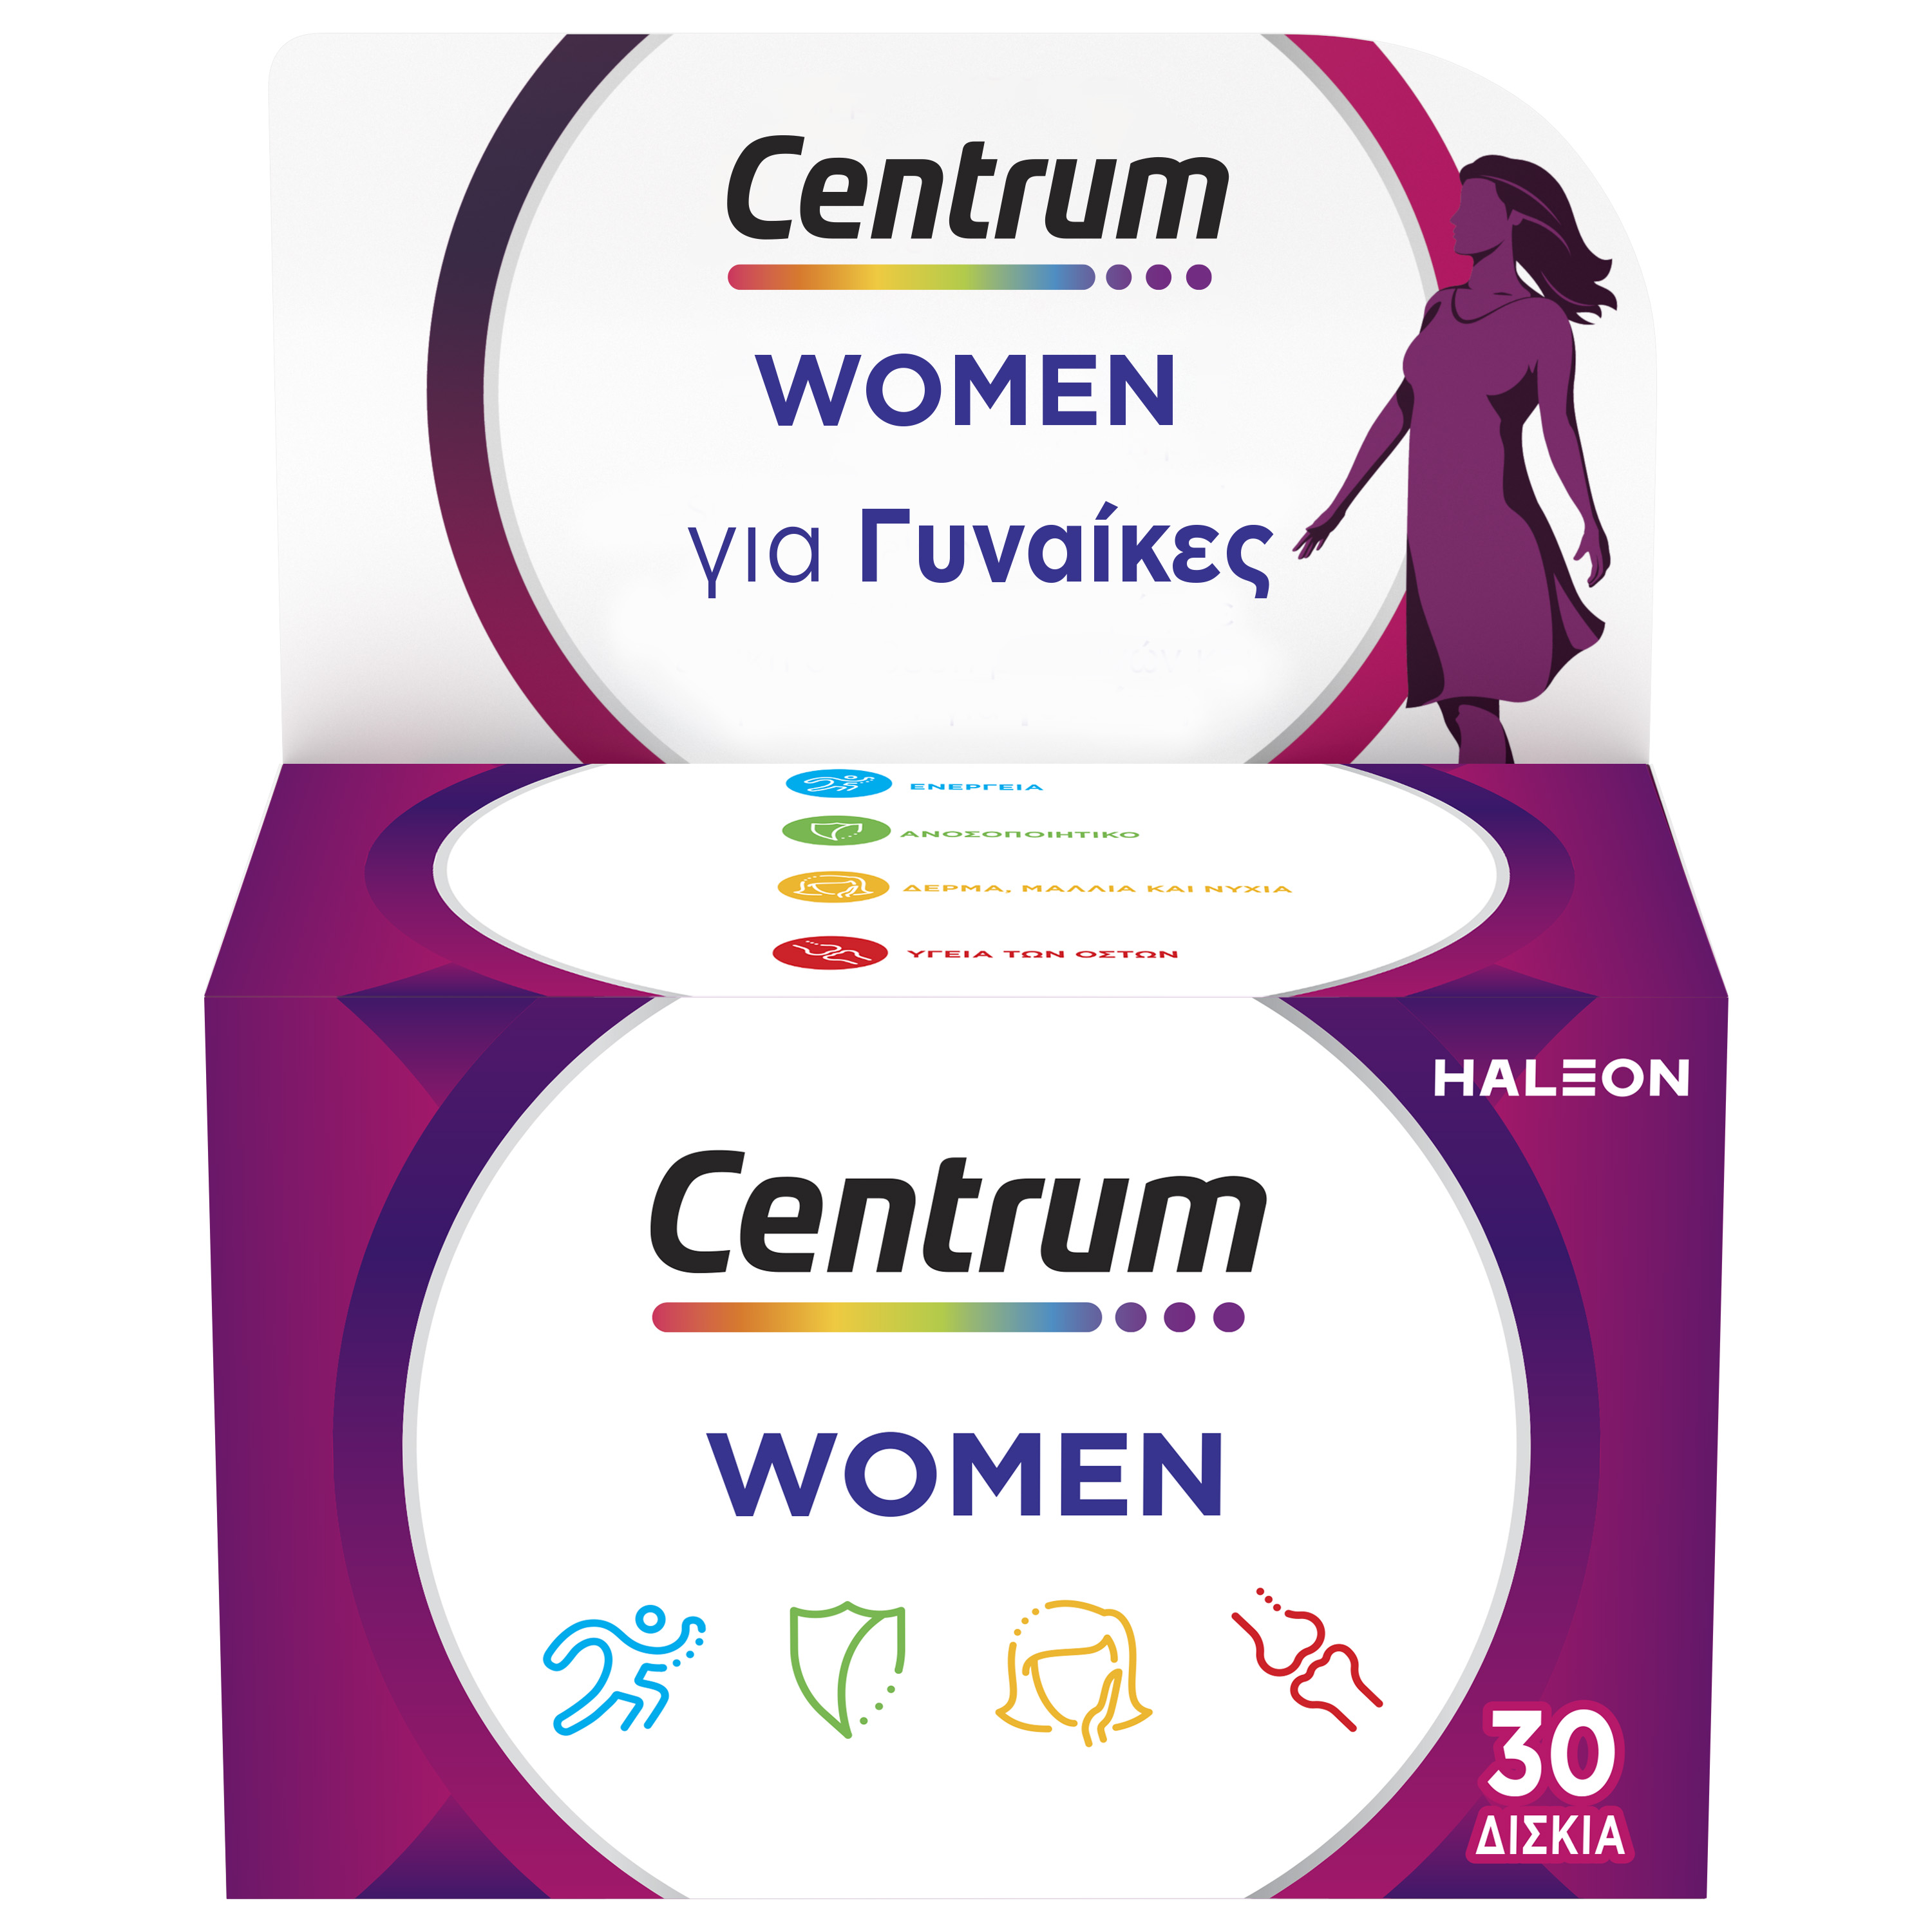 Centrum
WOMEN
για Γυναίκες
ΕΝΕΡΓΕΙΑ
ΑΝΟΣΟΠΟΙΗΤΙΚΟ
ΔΕΡΜΑ, ΜΑΛΛΙΑ ΚΑΙ ΝΥΧΙΑ
ΥΓΕΙΑ ΤΩΝ ΟΣΤΩΝ
HALEON
Centrum
WOMEN
30
ΔΙΣΚΙΑ